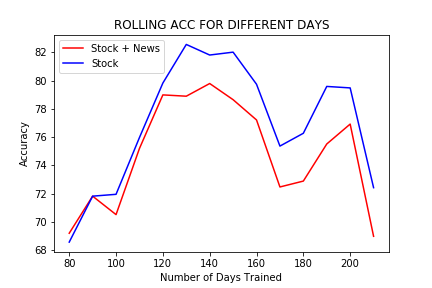 ROLLING ACC FOR DIFFERENT DAYS
Stock + News
Stock
82
80
78
76
74
72
70
68
Accuracy
80 100 120 140 160 180 200
Number of Days Trained